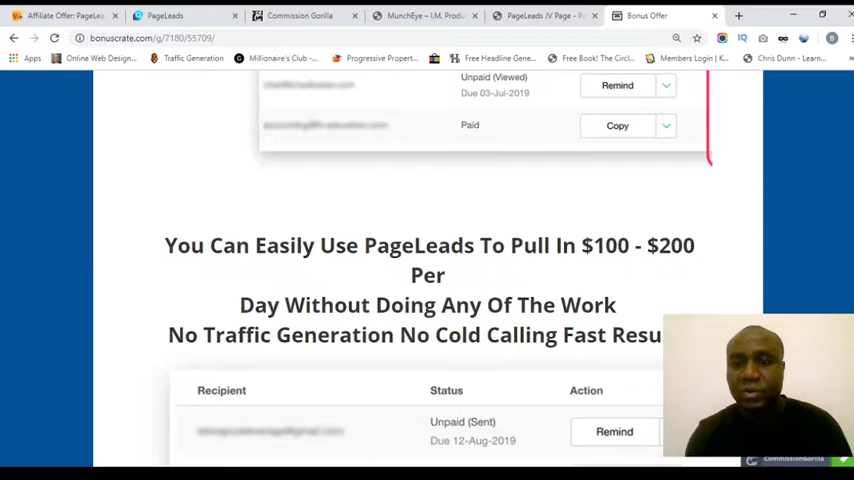 Affiliate Offer: PageLea
PageLeads
Commission Gorilla
MunchEye – I.M. Produ
PageLeads JV Page - Pa
Bonus Offer
bonuscrate.com/g/7180/55709/
Apps
Online Web Design...
Traffic Generation
Millionaire's Club -...
Progressive Propert...
Free Headline Gene...
Free Book! The Circl...
Members Login | K...
Chris Dunn - Learn...
Unpaid (Viewed)
Due 03-Jul-2019
Remind
Paid
Copy
You Can Easily Use PageLeads To Pull In $100 - $200
Per
Day Without Doing Any Of The Work
No Traffic Generation No Cold Calling Fast Resu
Recipient Status Action
Unpaid (Sent)
Due 12-Aug-2019
Remind
CommissionGorilla